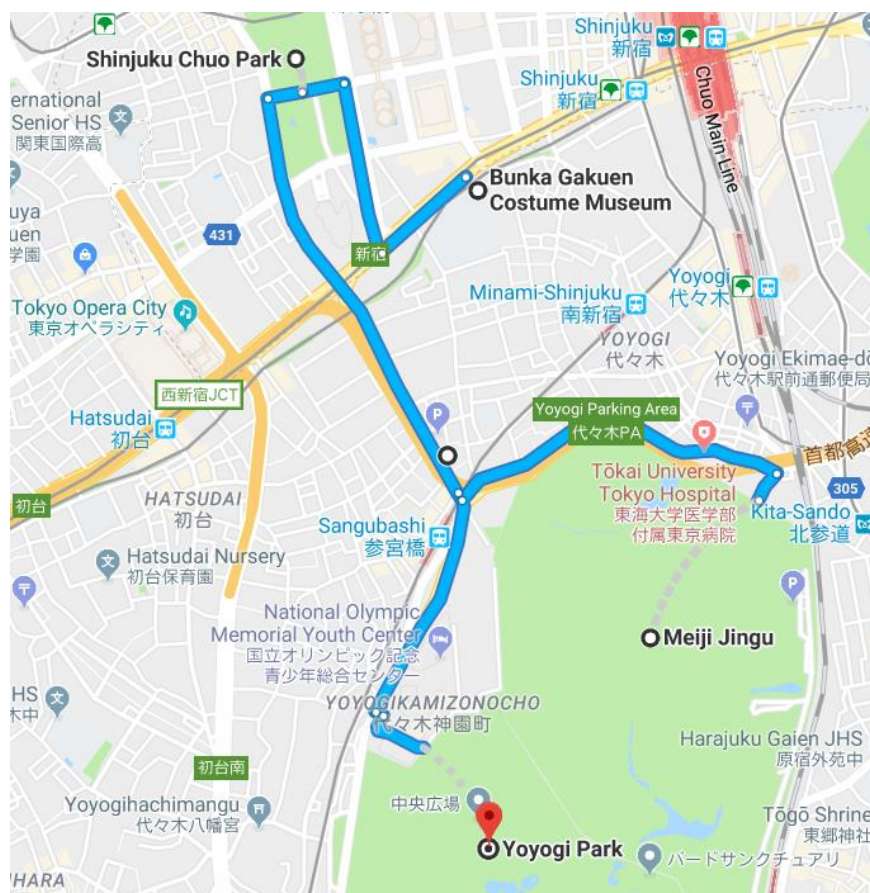 Shinjuku
新宿
Shinjuku Chuo Park
Shinjuku
新宿
Chuo Main Line
ernational
Senior HS
関東国際高
Bunka Gakuen
Costume Museum
uya
uen
学園
431
新宿
Tokyo Opera City
東京オペラシティ
Minami-Shinjuku
南新宿
Yoyogi
代々木
YOYOGI
代々木
Yoyogi Ekimae-dō
代々木駅前通郵便局
西新宿JCT
Hatsudai
初台
P
Yoyogi Parking Area
代々木PA
首都高速
Tōkai University
Tokyo Hospital
東海大学医学部
付属東京病院
305
Kita-Sando
北参道
HATSUDAI
初台
初台
Sangubashi
参宮橋
Hatsudai Nursery
初台保育園
P
National Olympic
Memorial Youth Center
国立オリンピック記念
青少年総合センター
Meiji Jingu
HS
木中
YOYOGIKAMIZONOCHO
代々木神園町
Harajuku Gaien JHS
原宿外苑中
初台南
中央広場
Yoyogihachimangu
代々木八幡宮
Tōgō Shrine
東郷神社
Yoyogi Park
バードサンクチュアリ
UHARA